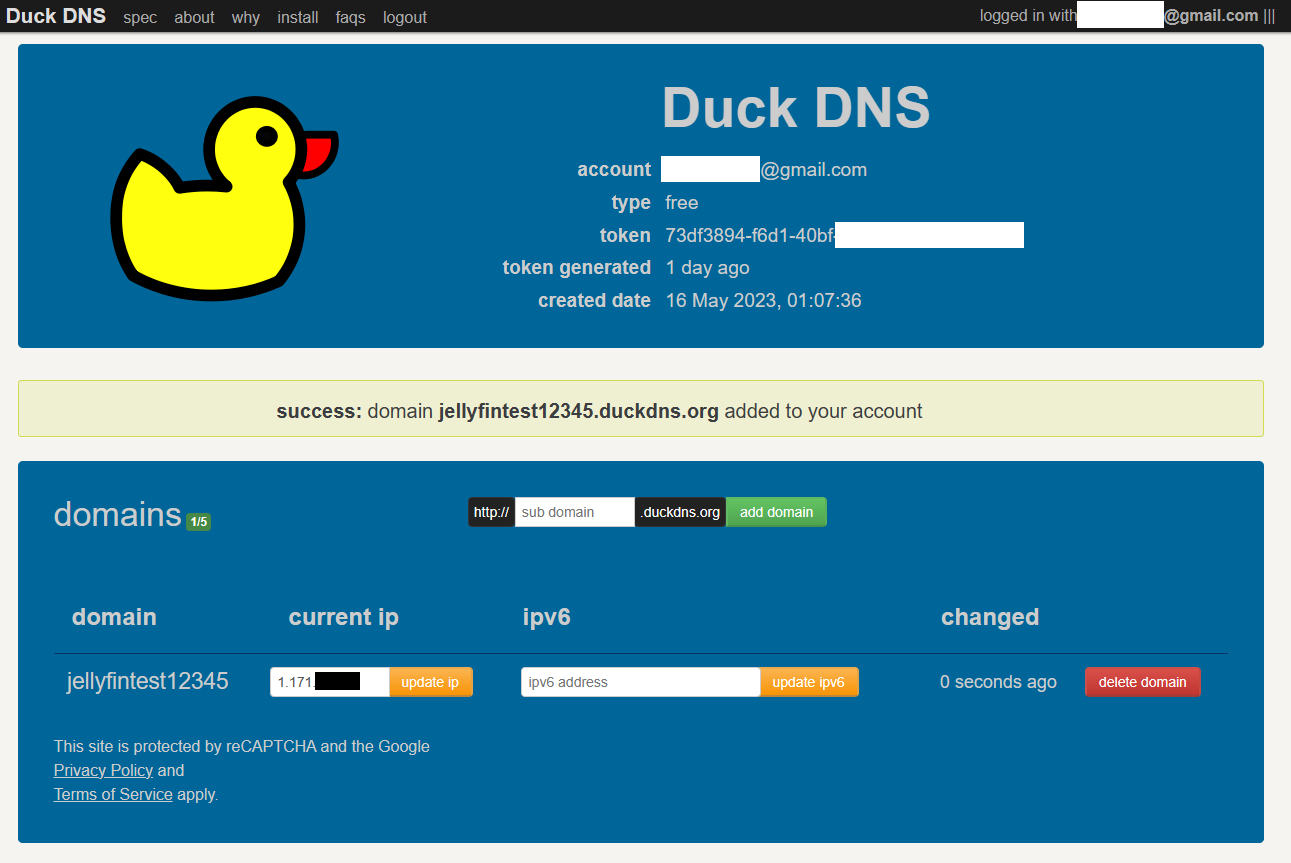 Duck DNS spec about why install faqs logout logged in with @gmail.com |||
Duck DNS
account @gmail.com
type free
token 73df3894-f6d1-40bf-
token generated 1 day ago
created date 16 May 2023, 01:07:36
success: domain jellyfintest12345.duckdns.org added to your account
domains 1/5 http:// sub domain .duckdns.org add domain
domain current ip ipv6 changed
jellyfintest12345 1.171. update ip ipv6 address update ipv6 0 seconds ago delete domain
This site is protected by reCAPTCHA and the Google
Privacy Policy and
Terms of Service apply.